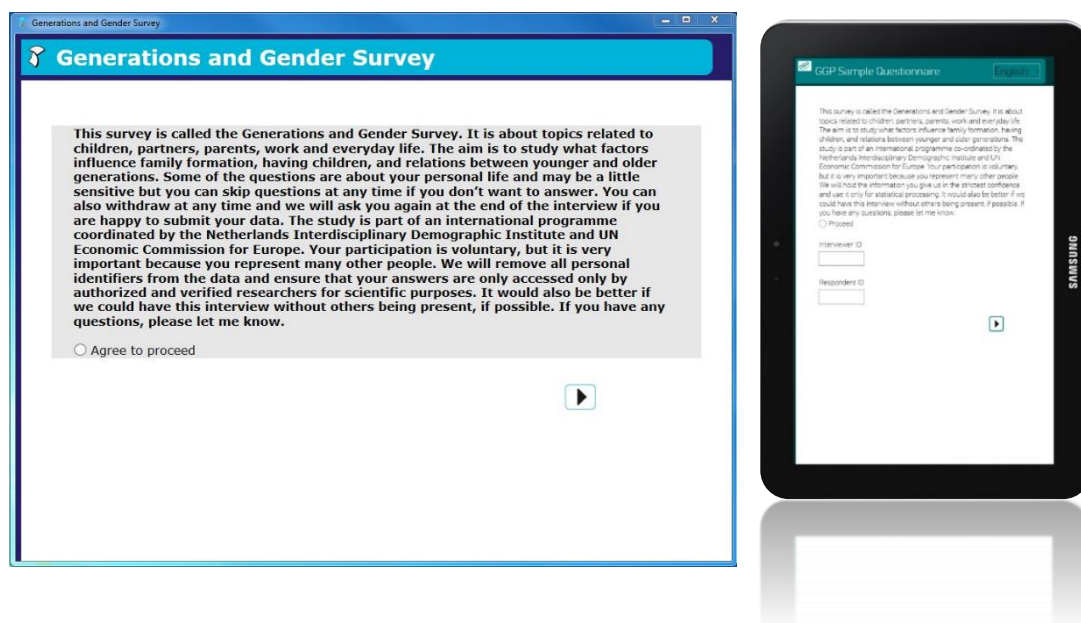 Generations and Gender Survey
Generations and Gender Survey
This survey is called the Generations and Gender Survey. It is about topics related to
children, partners, parents, work and everyday life. The aim is to study what factors
influence family formation, having children, and relations between younger and older
generations. Some of the questions are about your personal life and may be a little
sensitive but you can skip questions at any time if you don't want to answer. You can
also withdraw at any time and we will ask you again at the end of the interview if you
are happy to submit your data. The study is part of an international programme
coordinated by the Netherlands Interdisciplinary Demographic Institute and UN
Economic Commission for Europe. Your participation is voluntary, but it is very
important because you represent many other people. We will remove all personal
identifiers from the data and ensure that your answers are only accessed only by
authorized and verified researchers for scientific purposes. It would also be better if
we could have this interview without others being present, if possible. If you have any
questions, please let me know.
Agree to proceed
GGP Sample Questionnaire
English
This survey is called the Generations and Gender Survey. It is about
topics related to children, partners, parents, work and everyday life.
The aim is to study what factors influence family formation, having
children, and relations between younger and older generations. The
study is part of an international programme co-ordinated by the
Netherlands Interdisciplinary Demographic Institute and UN
Economic Commission for Europe. Your participation is voluntary,
but it is very important because you represent many other people.
We will hold the information you give us in the strictest confidence
and use it only for statistical processing. It would also be better if we
could have this interview without others being present, if possible. If
you have any questions, please let me know.
Proceed
Interviewer ID
Respondent ID
SAMSUNG